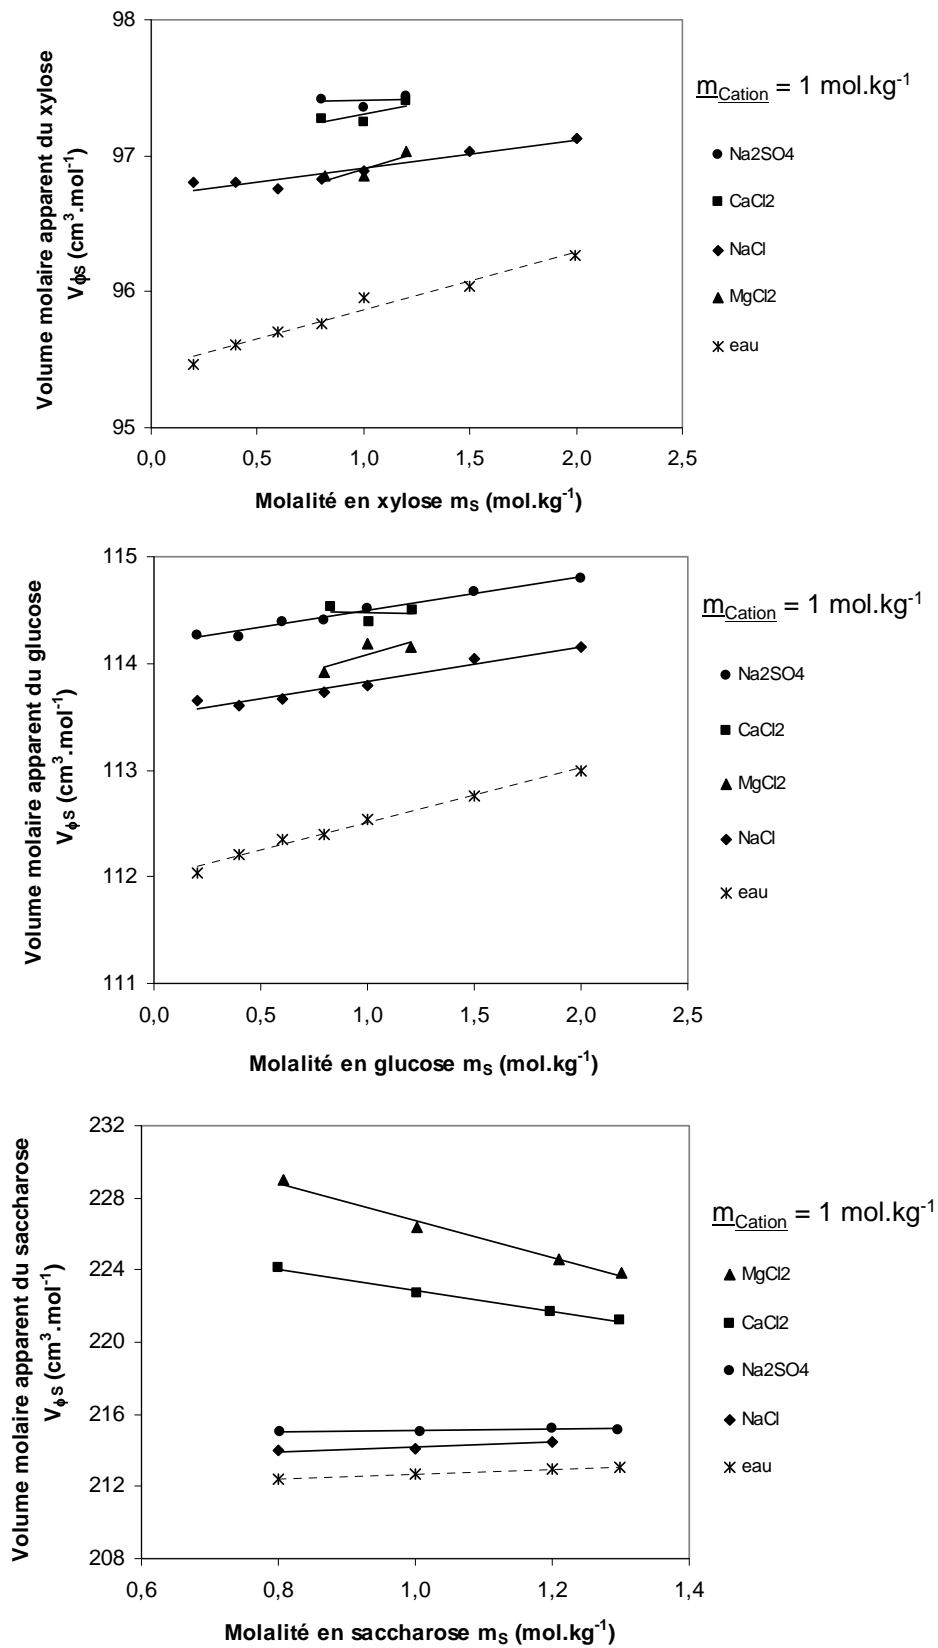 Volume molaire apparent du xylose
VϕS (cm³.mol⁻¹)
98
97
96
95
0,0 0,5 1,0 1,5 2,0 2,5
Molalité en xylose mS (mol.kg⁻¹)
mCation = 1 mol.kg⁻¹
Na2SO4
CaCl2
NaCl
MgCl2
eau
Volume molaire apparent du glucose
VϕS (cm³.mol⁻¹)
115
114
113
112
111
0,0 0,5 1,0 1,5 2,0 2,5
Molalité en glucose mS (mol.kg⁻¹)
mCation = 1 mol.kg⁻¹
Na2SO4
CaCl2
MgCl2
NaCl
eau
Volume molaire apparent du saccharose
VϕS (cm³.mol⁻¹)
232
228
224
220
216
212
208
0,6 0,8 1,0 1,2 1,4
Molalité en saccharose mS (mol.kg⁻¹)
mCation = 1 mol.kg⁻¹
MgCl2
CaCl2
Na2SO4
NaCl
eau